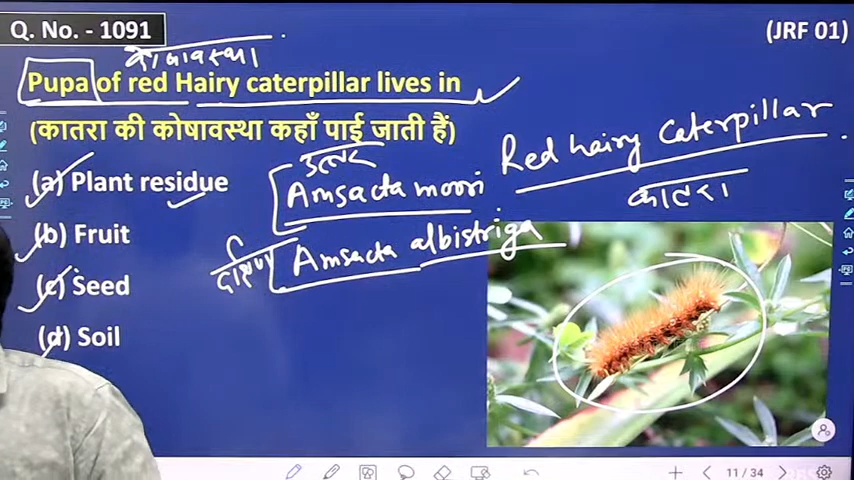 Q. No. - 1091
(JRF 01)
कोषावस्था
Pupa of red Hairy caterpillar lives in
(कातरा की कोषावस्था कहाँ पाई जाती हैं)
Red hairy caterpillar
कातरा
(a) Plant residue
उत्तर
Amsacta moori
(b) Fruit
दक्षिण
Amsacta albistriga
(c) Seed
(d) Soil
11 / 34